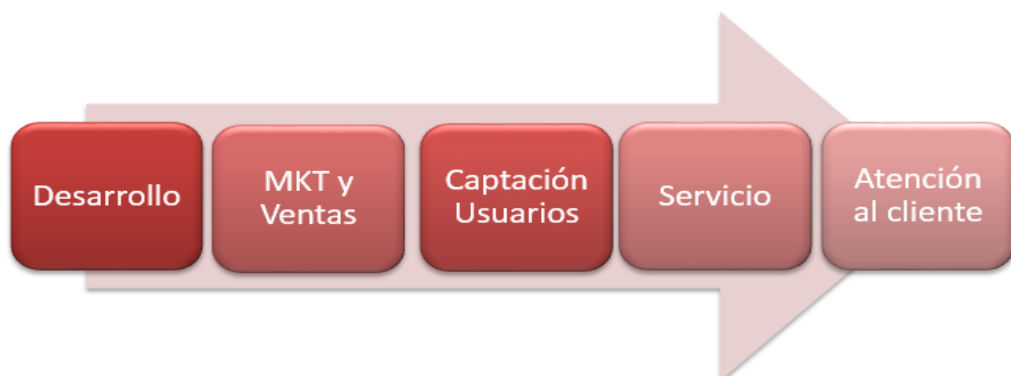 Desarrollo
MKT y
Ventas
Captación
Usuarios
Servicio
Atención
al cliente